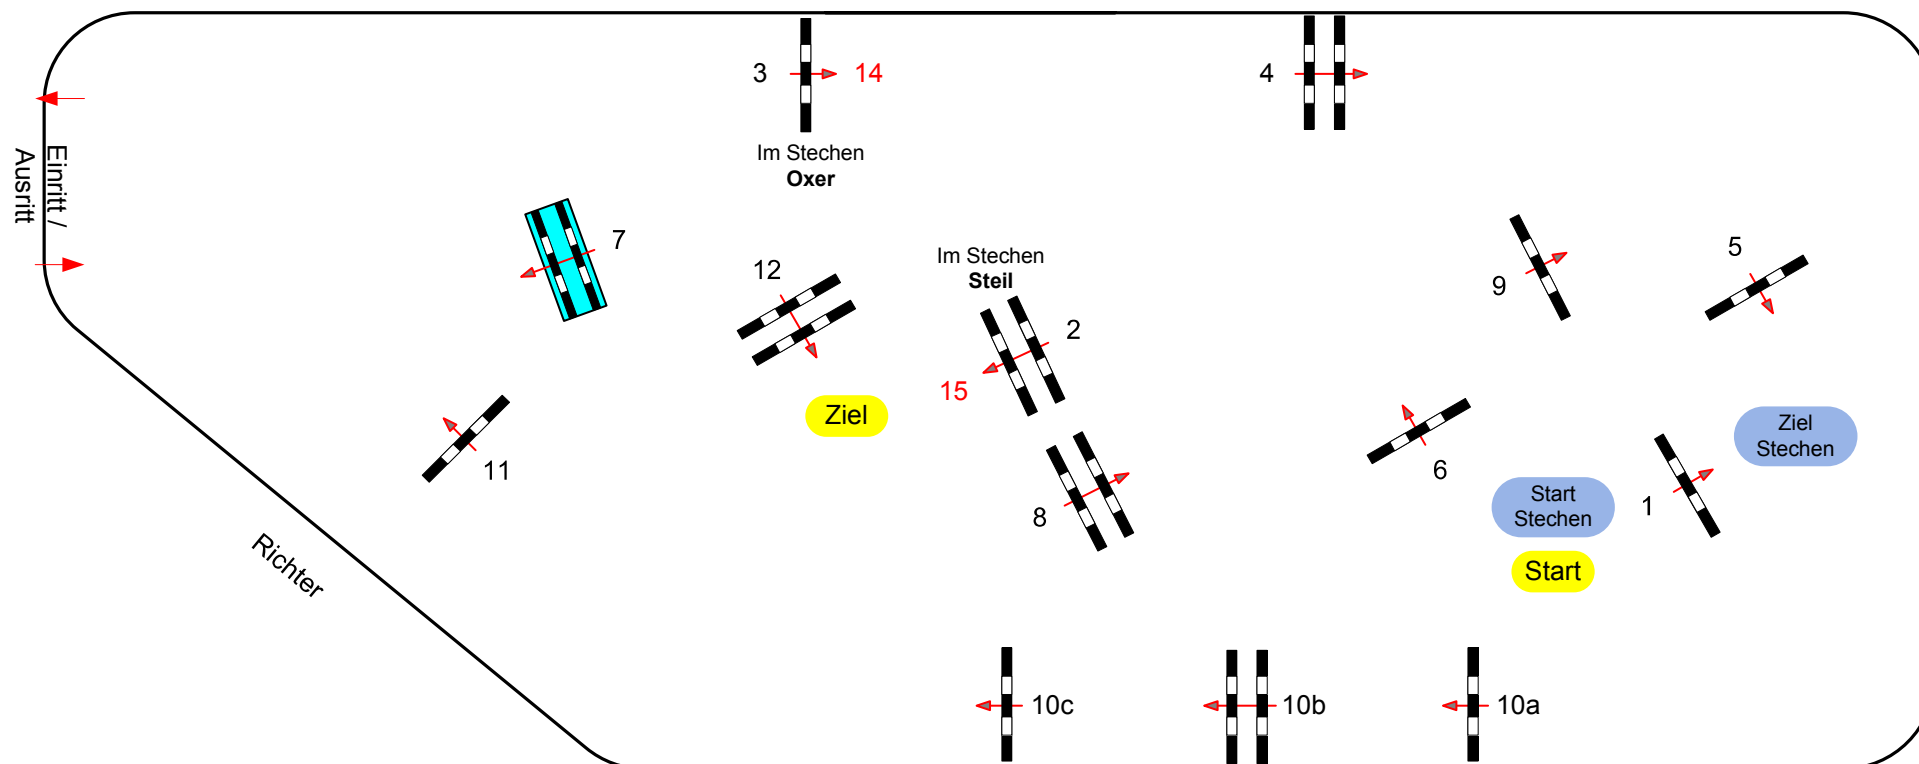 3
14
4
Im Stechen
Oxer
Einritt /
Ausritt
7
12
Im Stechen
Steil
2
15
9
5
Ziel
11
8
6
Ziel
Stechen
Start
Stechen
1
Start
Richter
10c
10b
10a